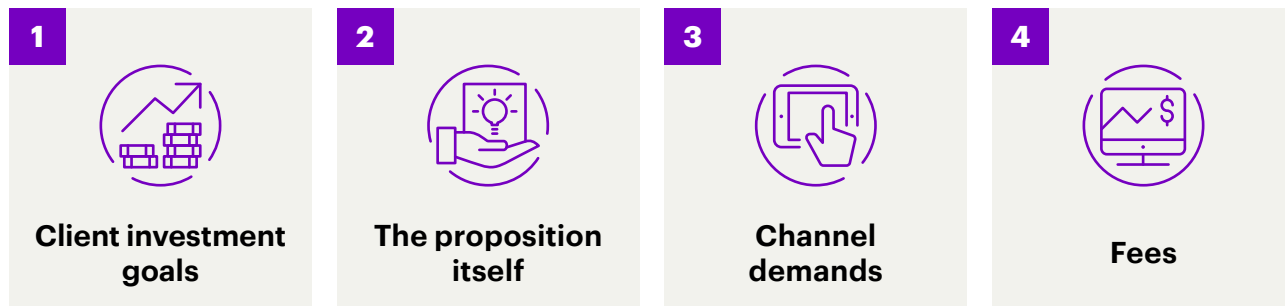 1
Client investment
goals
2
The proposition
itself
3
Channel
demands
4
$
Fees